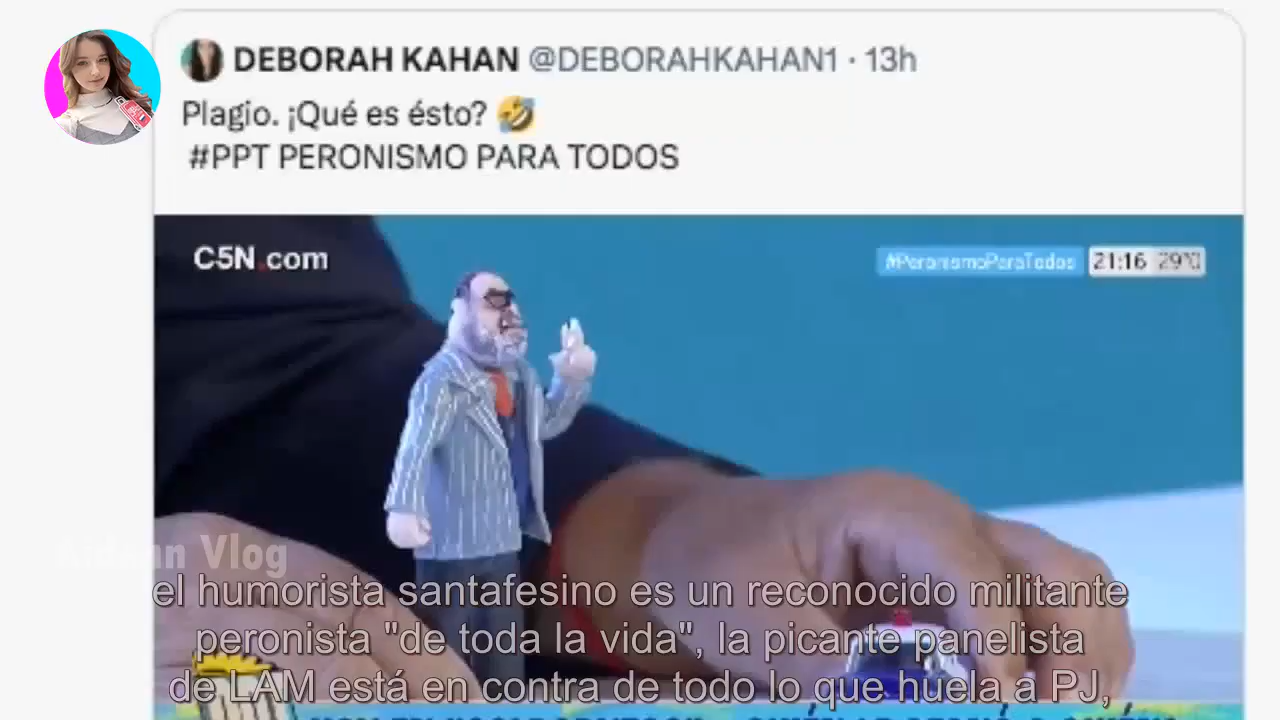 DEBORAH KAHAN @DEBORAHKAHAN1 · 13h
Plagio. ¡Qué es ésto? 🤣
#PPT PERONISMO PARA TODOS
C5N.com
#PeronismoParaTodos 21:16 29°C
Vlog
el humorista santafesino es un reconocido militante
peronista "de toda la vida", la picante panelista
de LAM está en contra de todo lo que huela a PJ,